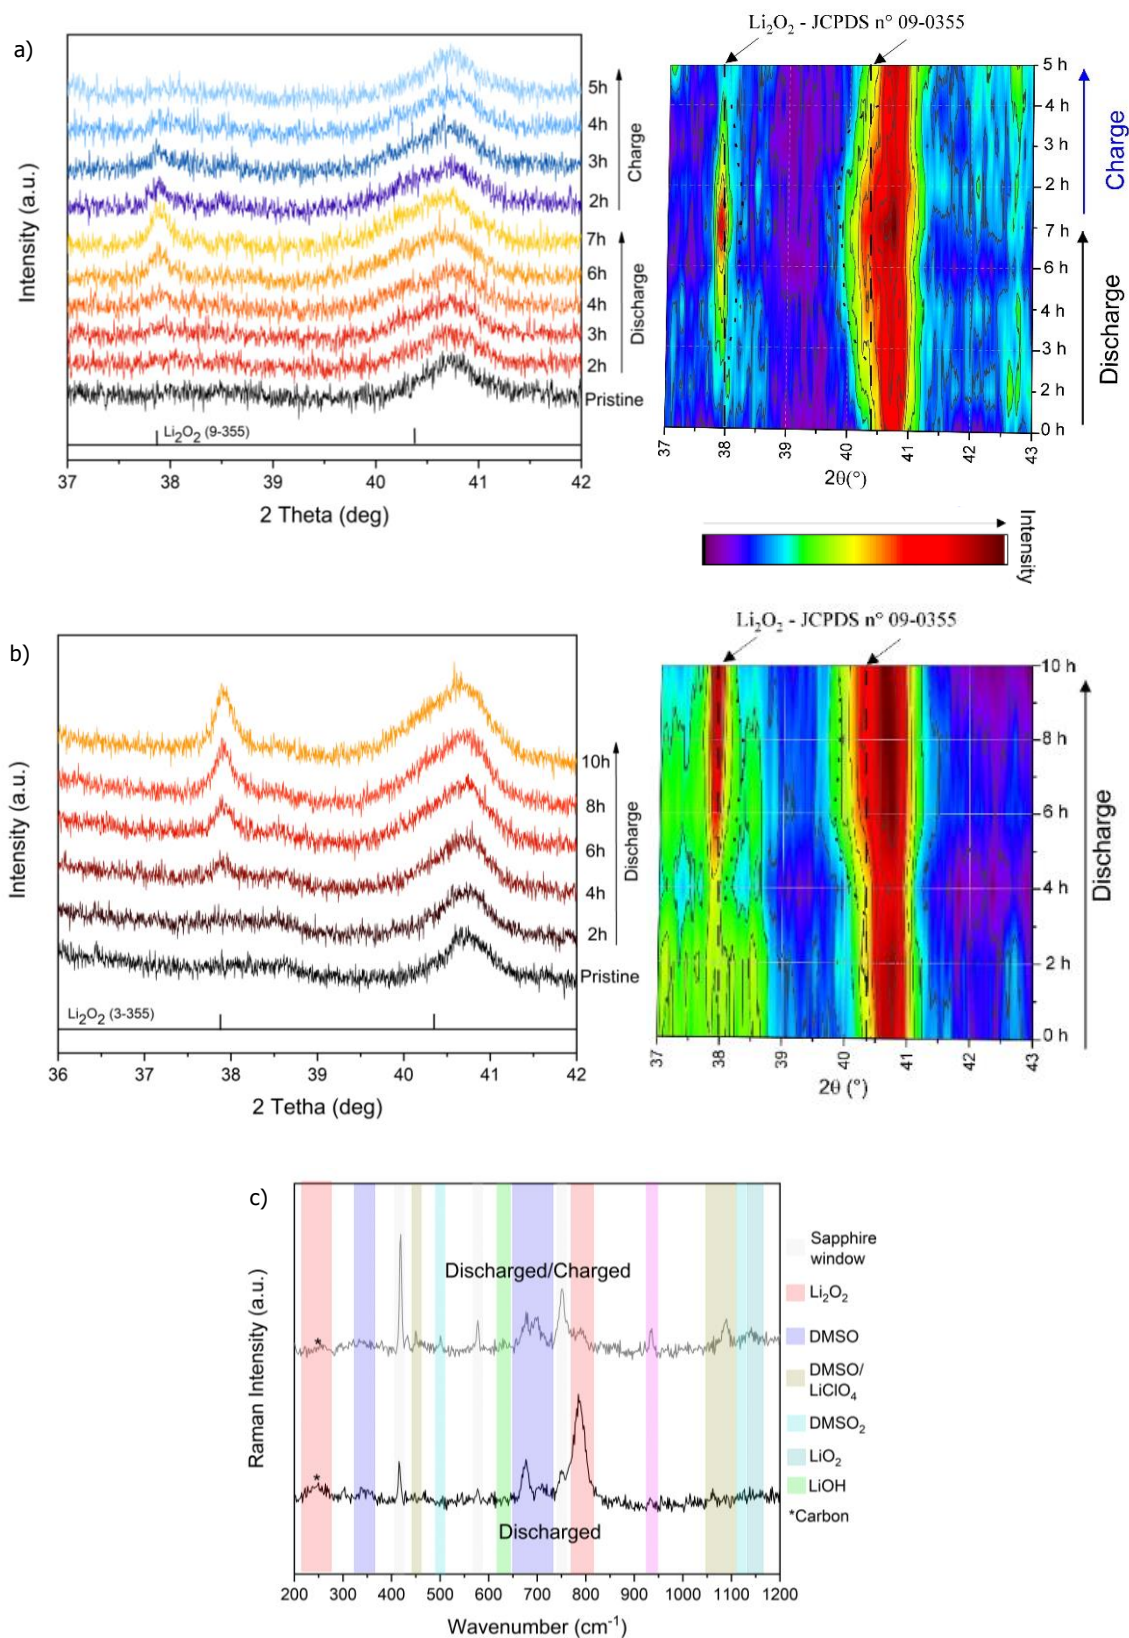 a)
Intensity (a.u.)
5h
4h
3h
2h
7h
6h
4h
3h
2h
Pristine
Charge
Discharge
Li₂O₂ (9-355)
37 38 39 40 41 42
2 Theta (deg)
Li₂O₂ - JCPDS n° 09-0355
5 h
4 h
3 h
2 h
7 h
6 h
4 h
3 h
2 h
0 h
Charge
Discharge
37 38 39 40 41 42 43
2θ(°)
Intensity
b)
Intensity (a.u.)
10h
8h
6h
4h
2h
Pristine
Discharge
Li₂O₂ (3-355)
36 37 38 39 40 41 42
2 Tetha (deg)
Li₂O₂ - JCPDS n° 09-0355
10 h
8 h
6 h
4 h
2 h
0 h
Discharge
37 38 39 40 41 42 43
2θ (°)
c)
Raman Intensity (a.u.)
Discharged/Charged
*
*
Discharged
200 300 400 500 600 700 800 900 1000 1100 1200
Wavenumber (cm⁻¹)
Sapphire
window
Li₂O₂
DMSO
DMSO/
LiClO₄
DMSO₂
LiO₂
LiOH
*Carbon